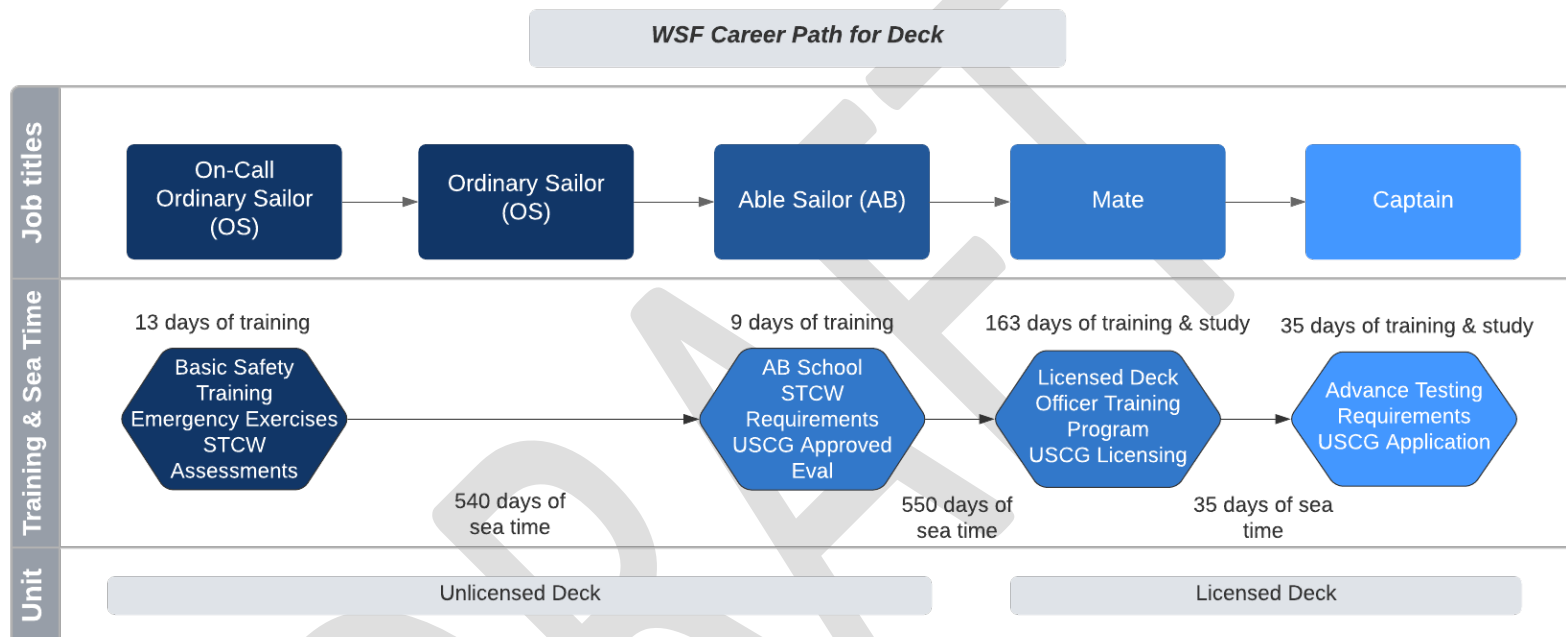 WSF Career Path for Deck
Job titles
On-Call
Ordinary Sailor
(OS)
Ordinary Sailor
(OS)
Able Sailor (AB)
Mate
Captain
Training & Sea Time
13 days of training
9 days of training
163 days of training & study
35 days of training & study
Basic Safety
Training
Emergency Exercises
STCW
Assessments
AB School
STCW
Requirements
USCG Approved
Eval
Licensed Deck
Officer Training
Program
USCG Licensing
Advance Testing
Requirements
USCG Application
540 days of
sea time
550 days of
sea time
35 days of sea
time
Unit
Unlicensed Deck
Licensed Deck
DRAFT